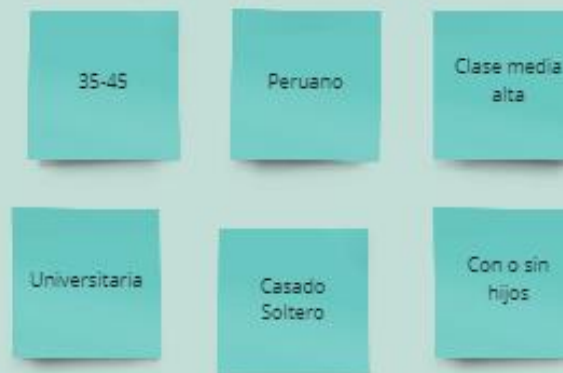 35-45
Peruano
Clase media
alta
Universitaria
Casado
Soltero
Con o sin
hijos